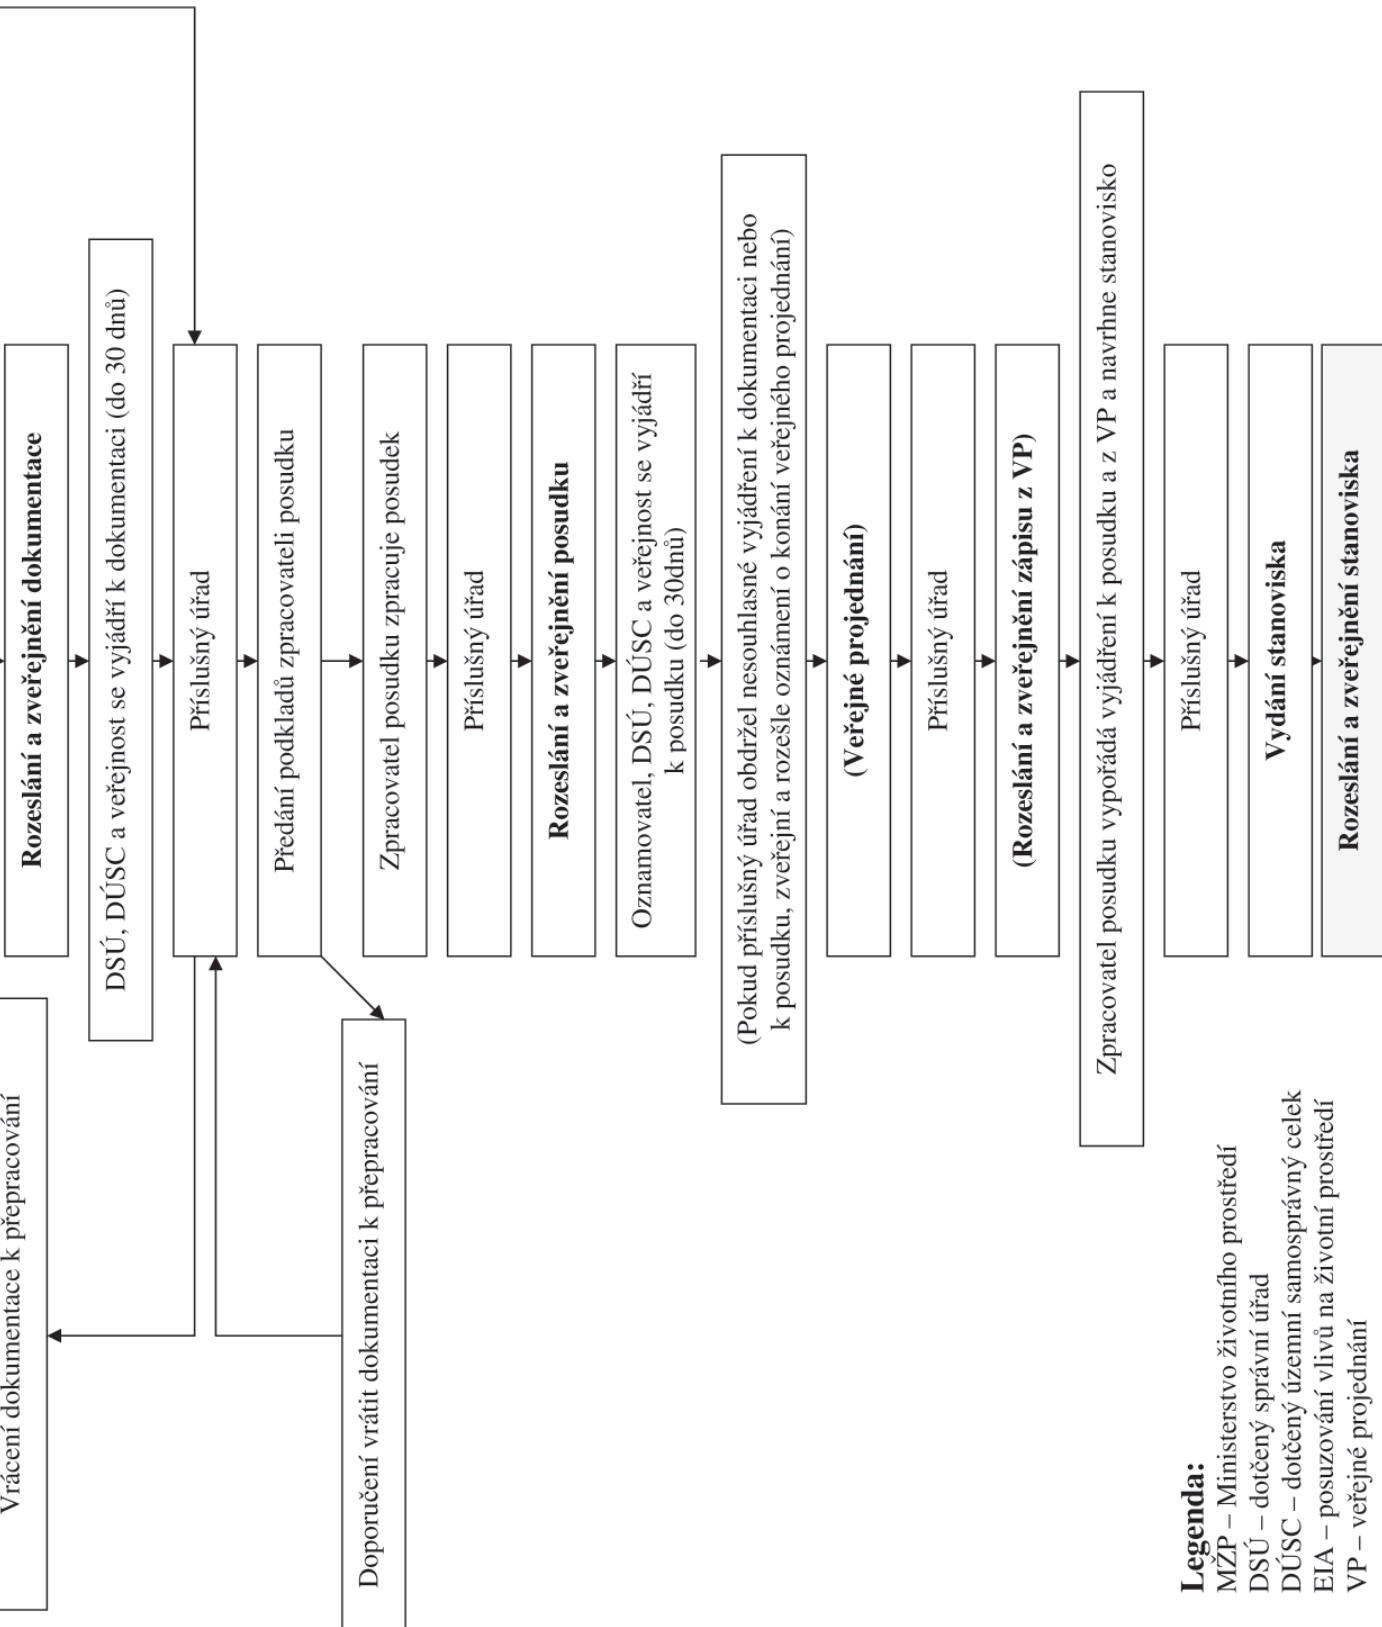 Vrácení dokumentace k přepracování
Rozeslání a zveřejnění dokumentace
DSÚ, DÚSC a veřejnost se vyjádří k dokumentaci (do 30 dnů)
Příslušný úřad
Předání podkladů zpracovateli posudku
Doporučení vrátit dokumentaci k přepracování
Zpracovatel posudku zpracuje posudek
Příslušný úřad
Rozeslání a zveřejnění posudku
Oznamovatel, DSÚ, DÚSC a veřejnost se vyjádří
k posudku (do 30dnů)
(Pokud příslušný úřad obdržel nesouhlasné vyjádření k dokumentaci nebo
k posudku, zveřejní a rozešle oznámení o konání veřejného projednání)
(Veřejné projednání)
Příslušný úřad
(Rozeslání a zveřejnění zápisu z VP)
Zpracovatel posudku vypořádá vyjádření k posudku a z VP a navrhne stanovisko
Příslušný úřad
Vydání stanoviska
Rozeslání a zveřejnění stanoviska
Legenda:
MŽP – Ministerstvo životního prostředí
DSÚ – dotčený správní úřad
DÚSC – dotčený územní samosprávný celek
EIA – posuzování vlivů na životní prostředí
VP – veřejné projednání